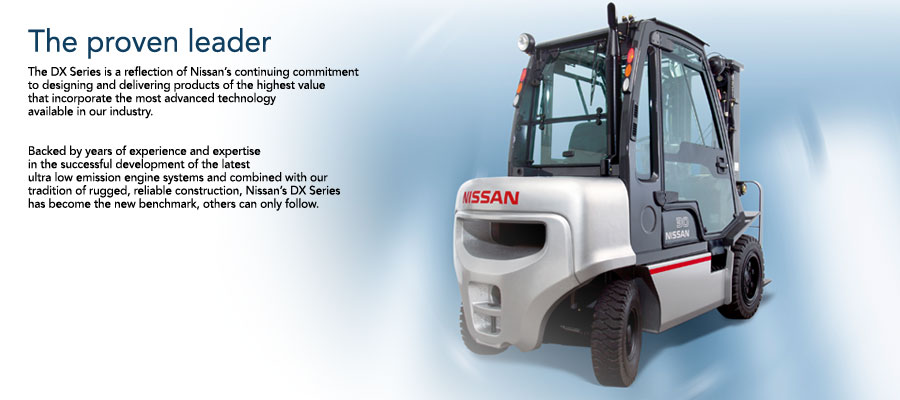 The proven leader
The DX Series is a reflection of Nissan's continuing commitment
to designing and delivering products of the highest value
that incorporate the most advanced technology
available in our industry.
Backed by years of experience and expertise
in the successful development of the latest
ultra low emission engine systems and combined with our
tradition of rugged, reliable construction, Nissan's DX Series
has become the new benchmark, others can only follow.
NISSAN
30
NISSAN